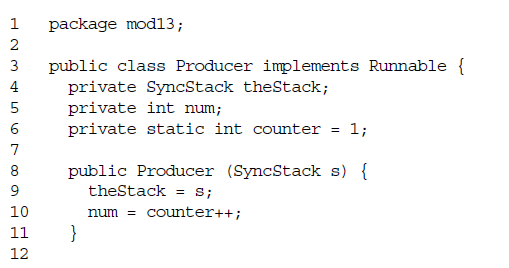 1 package mod13;
2
3 public class Producer implements Runnable {
4 private SyncStack theStack;
5 private int num;
6 private static int counter = 1;
7
8 public Producer (SyncStack s) {
9 theStack = s;
10 num = counter++;
11 }
12